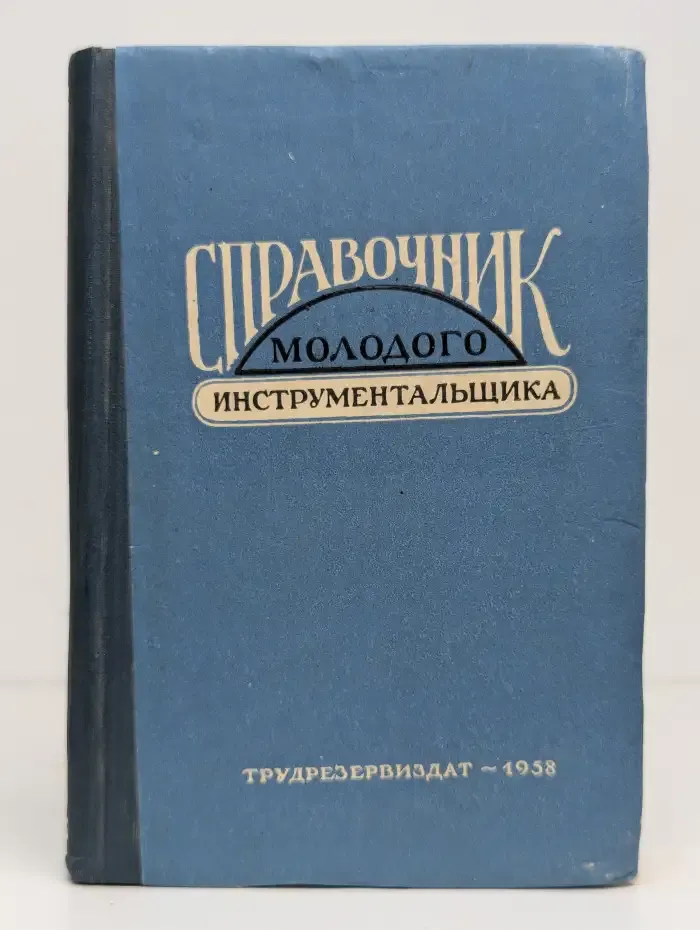 СПРАВОЧНИК
МОЛОДОГО
ИНСТРУМЕНТАЛЬЩИКА
ТРУДРЕЗЕРВИЗДАТ ~ 1958